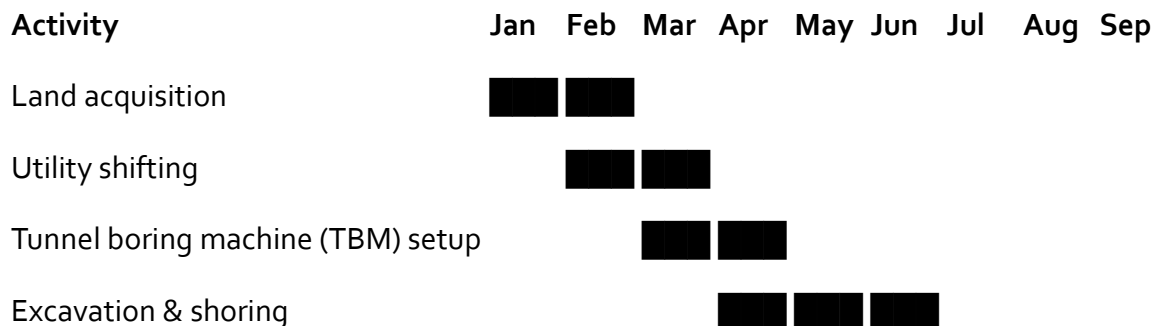 Activity Jan Feb Mar Apr May Jun Jul Aug Sep
Land acquisition
Utility shifting
Tunnel boring machine (TBM) setup
Excavation & shoring